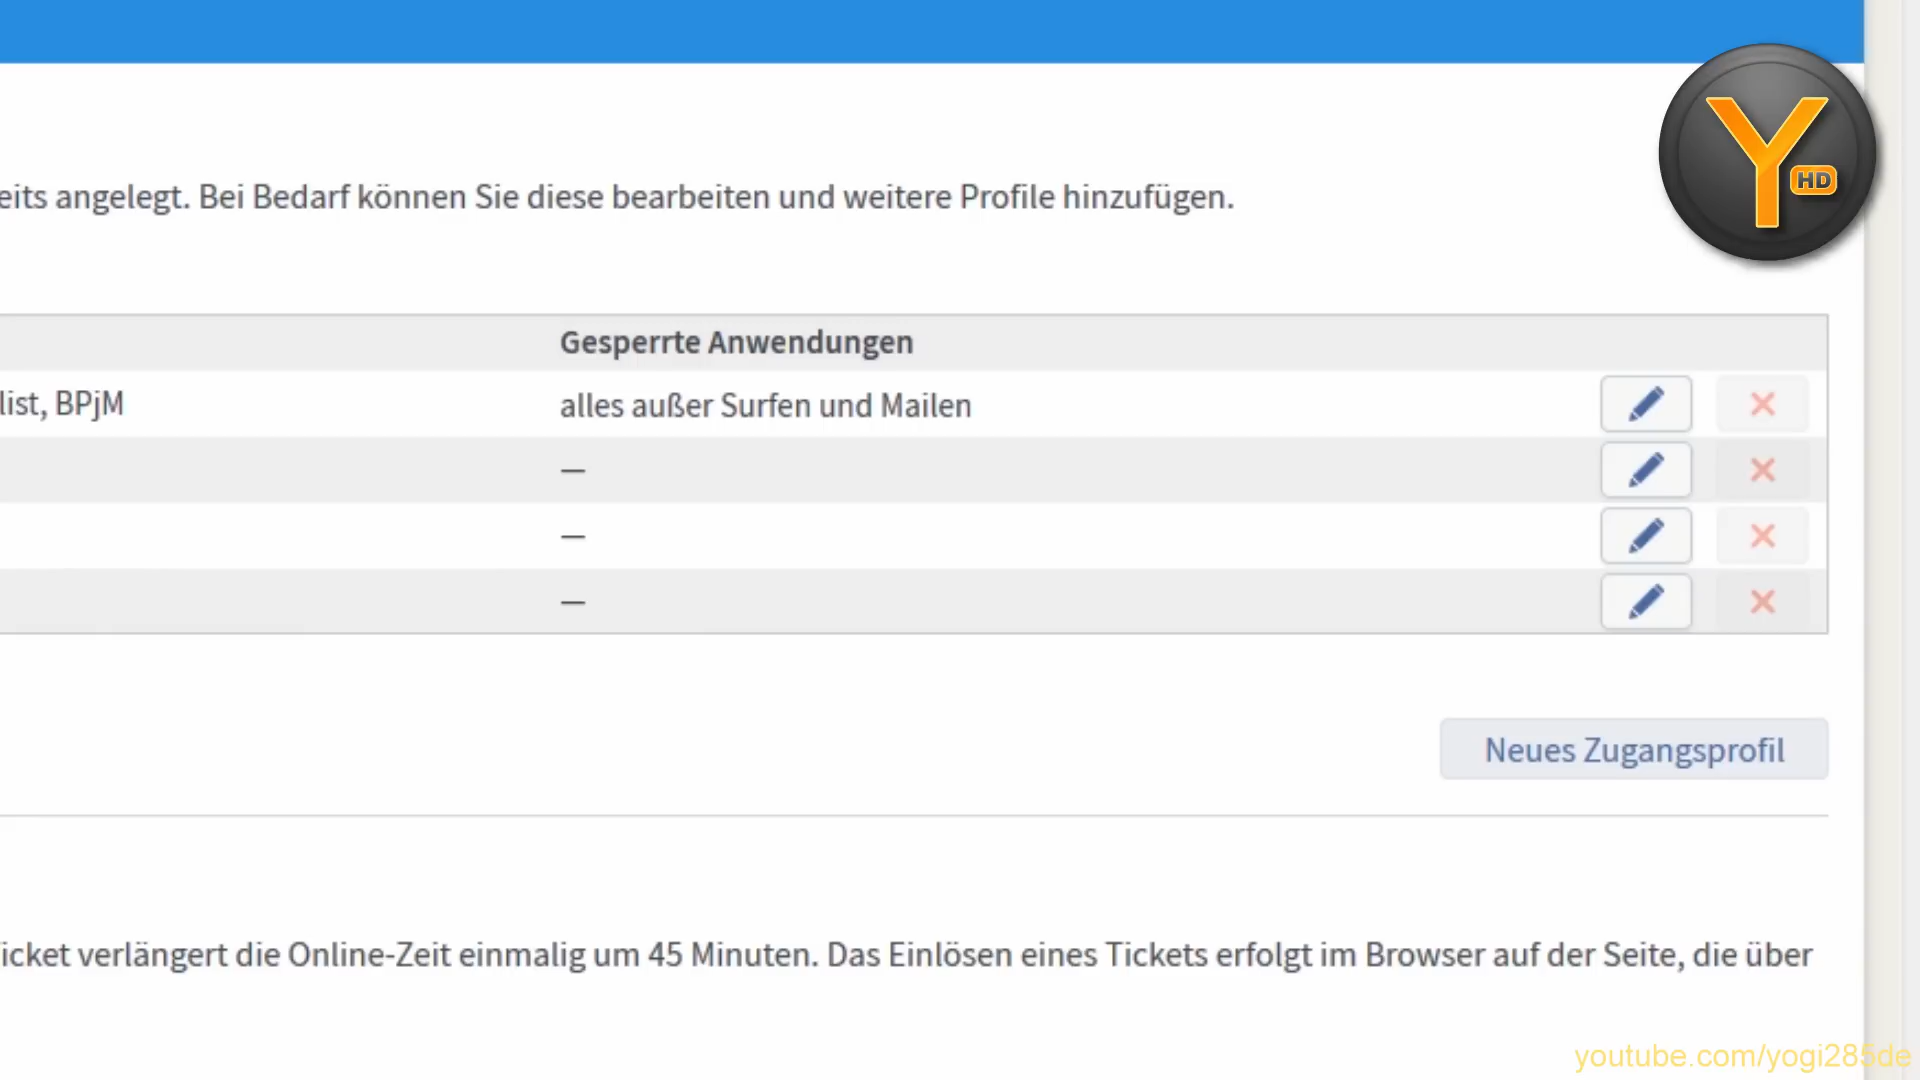 Y
HD
eits angelegt. Bei Bedarf können Sie diese bearbeiten und weitere Profile hinzufügen.
Gesperrte Anwendungen
list, BPjM
alles außer Surfen und Mailen
—
—
—
Neues Zugangsprofil
icket verlängert die Online-Zeit einmalig um 45 Minuten. Das Einlösen eines Tickets erfolgt im Browser auf der Seite, die über
youtube.com/yogi285de